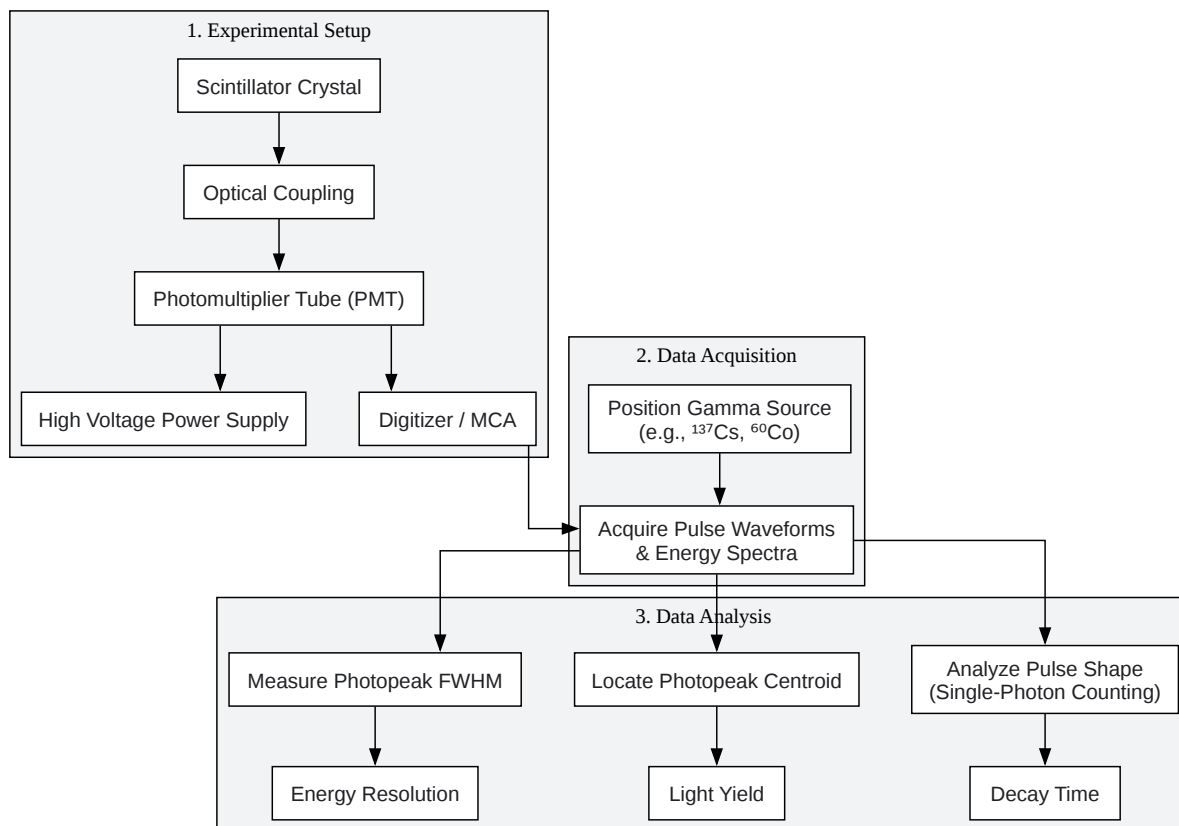 1. Experimental Setup
Scintillator Crystal
Optical Coupling
Photomultiplier Tube (PMT)
High Voltage Power Supply
Digitizer / MCA
2. Data Acquisition
Position Gamma Source
(e.g., ¹³⁷Cs, ⁶⁰Co)
Acquire Pulse Waveforms
& Energy Spectra
3. Data Analysis
Measure Photopeak FWHM
Locate Photopeak Centroid
Analyze Pulse Shape
(Single-Photon Counting)
Energy Resolution
Light Yield
Decay Time